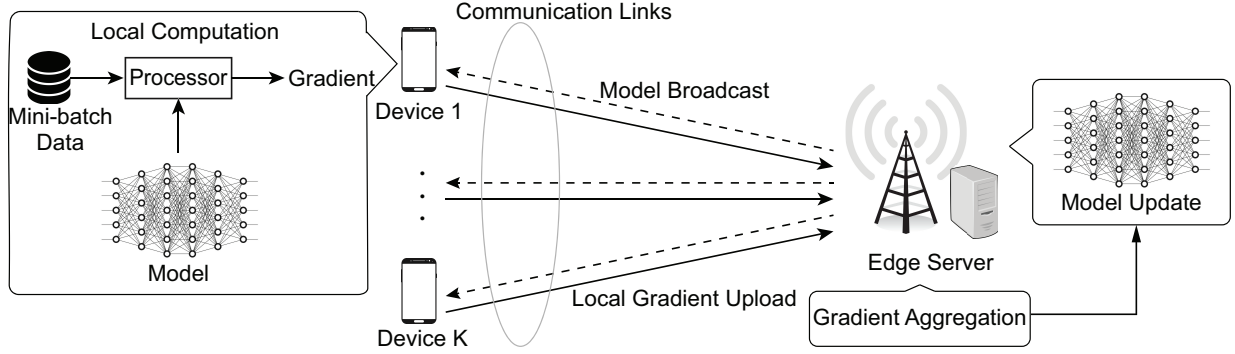 Communication Links
Local Computation
Processor
Gradient
Mini-batch
Data
Model
Device 1
Model Broadcast
Device K
Local Gradient Upload
Edge Server
Gradient Aggregation
Model Update